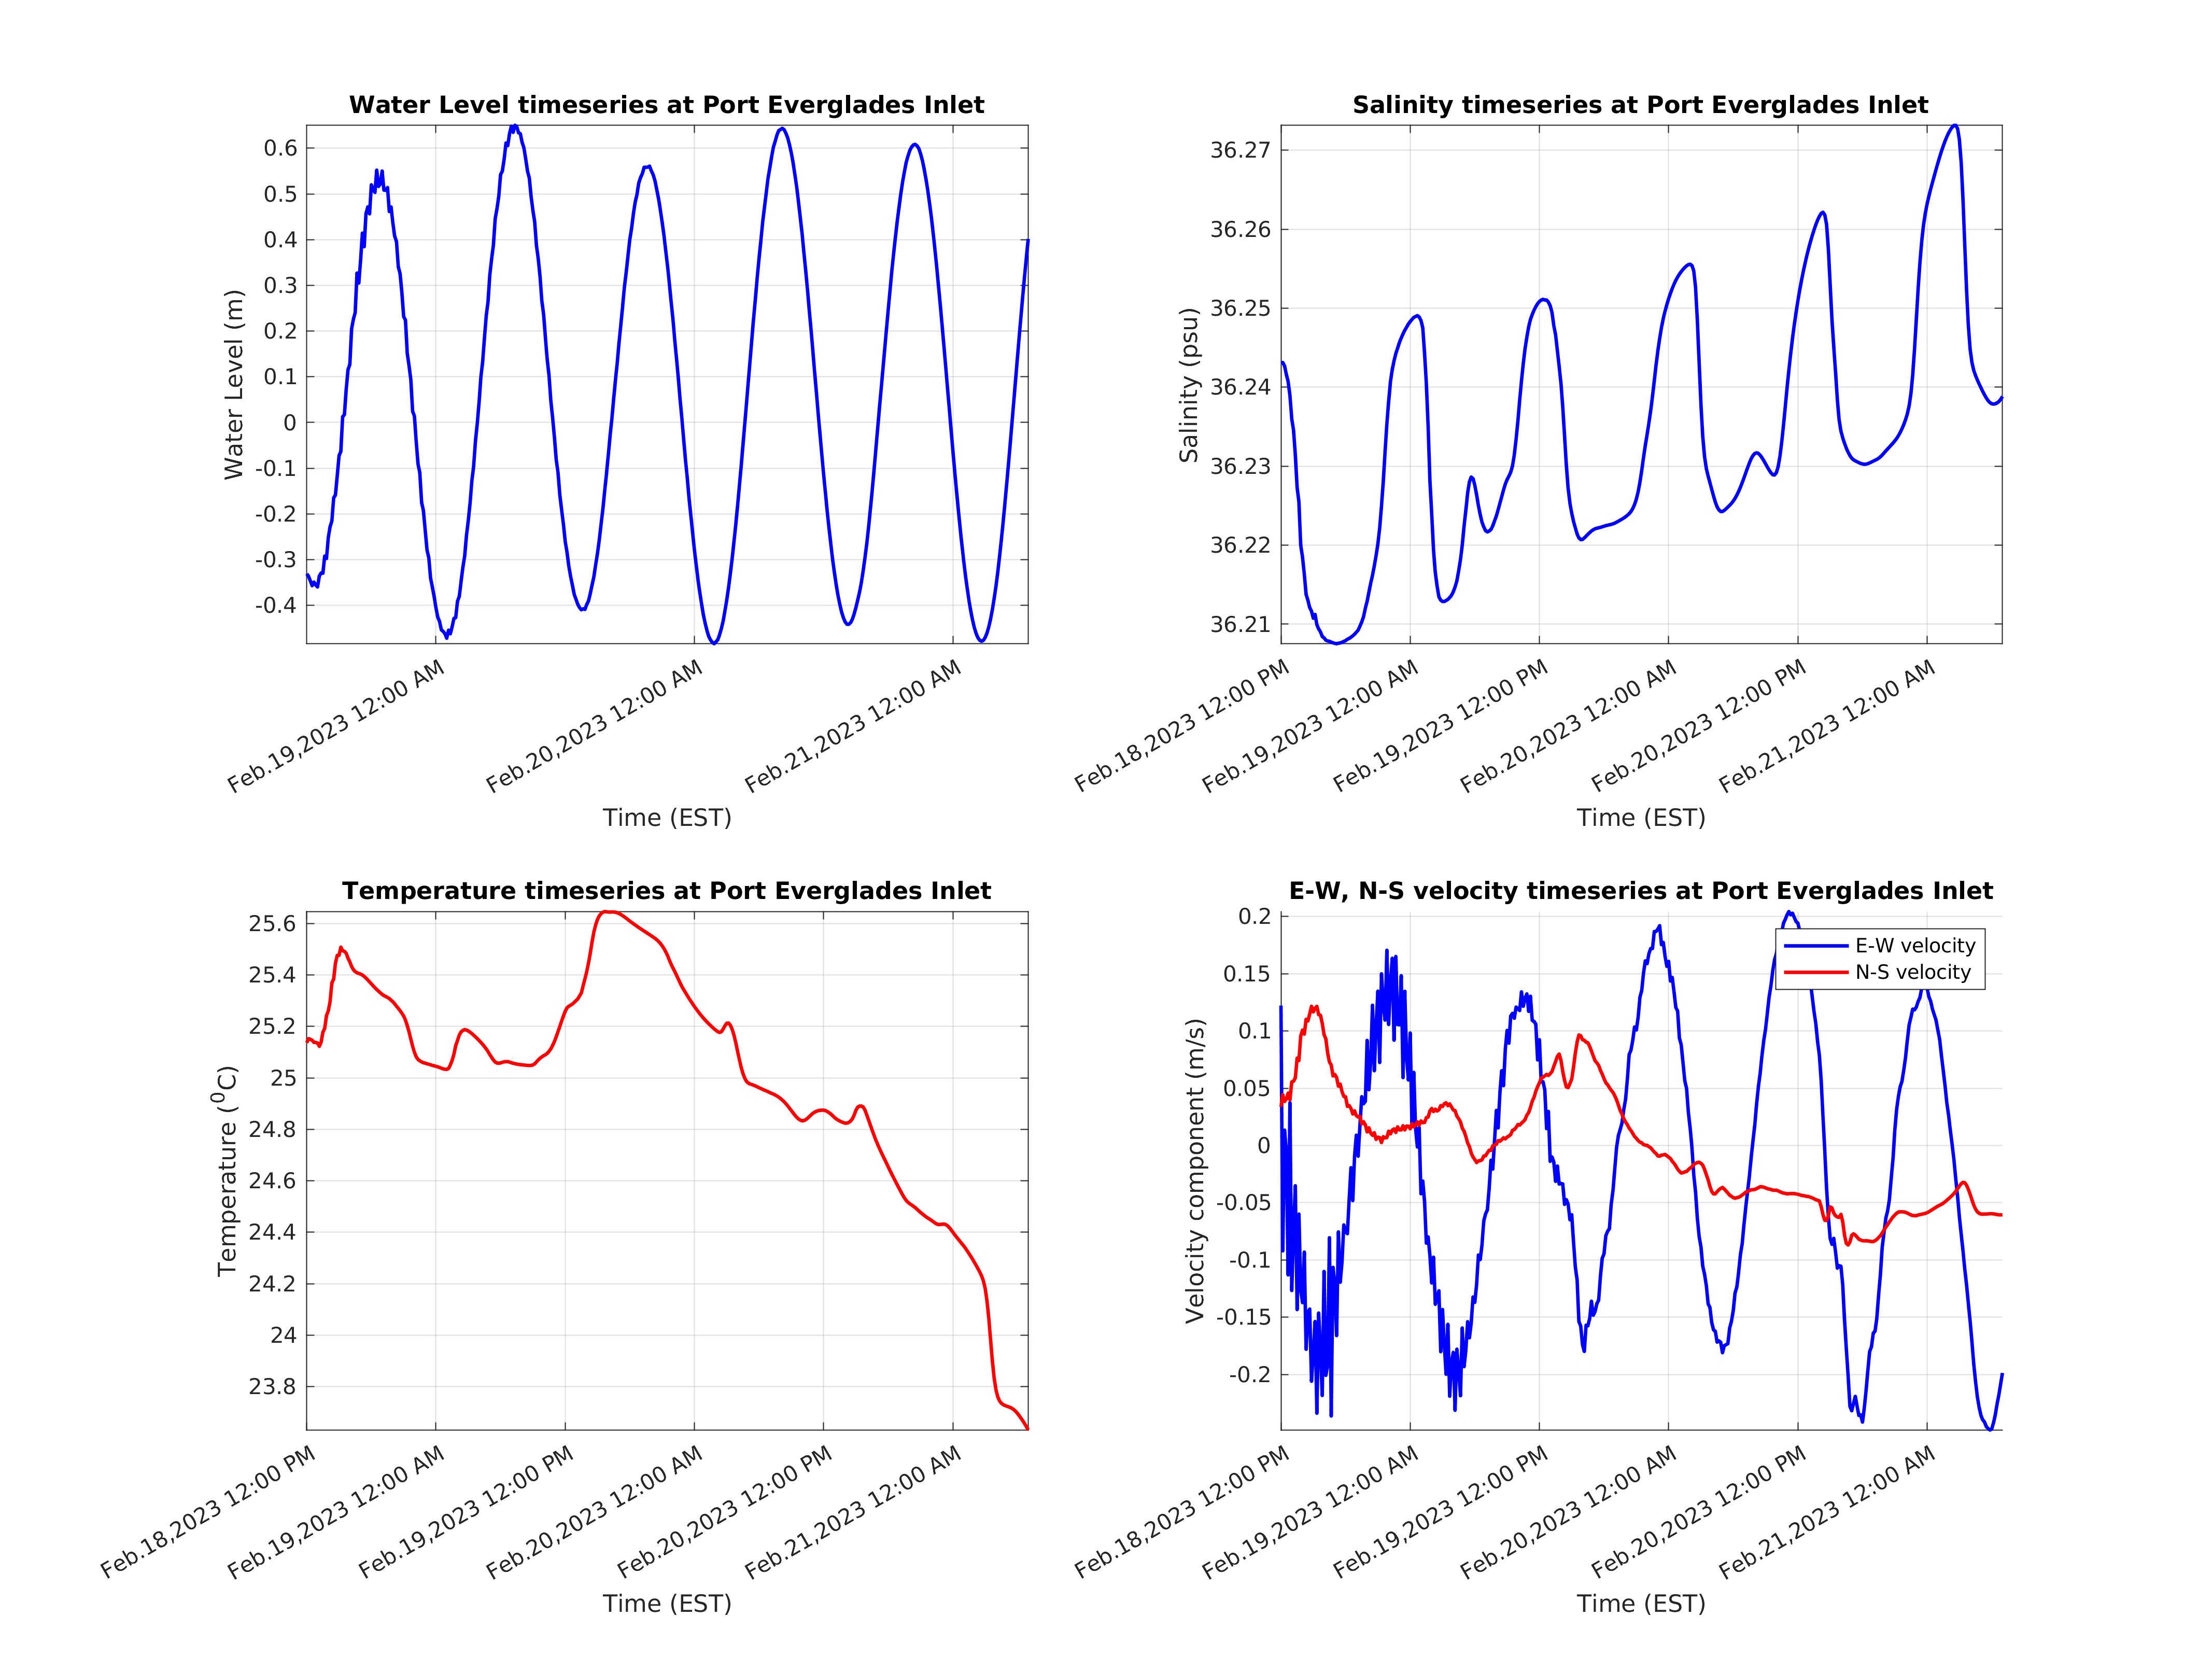 Water Level timeseries at Port Everglades Inlet
Water Level (m)
0.6
0.5
0.4
0.3
0.2
0.1
0
-0.1
-0.2
-0.3
-0.4
Feb.19,2023 12:00 AM
Feb.20,2023 12:00 AM
Feb.21,2023 12:00 AM
Time (EST)
Salinity timeseries at Port Everglades Inlet
Salinity (psu)
36.27
36.26
36.25
36.24
36.23
36.22
36.21
Feb.18,2023 12:00 PM
Feb.19,2023 12:00 AM
Feb.19,2023 12:00 PM
Feb.20,2023 12:00 AM
Feb.20,2023 12:00 PM
Feb.21,2023 12:00 AM
Time (EST)
Temperature timeseries at Port Everglades Inlet
Temperature (⁰C)
25.6
25.4
25.2
25
24.8
24.6
24.4
24.2
24
23.8
Feb.18,2023 12:00 PM
Feb.19,2023 12:00 AM
Feb.19,2023 12:00 PM
Feb.20,2023 12:00 AM
Feb.20,2023 12:00 PM
Feb.21,2023 12:00 AM
Time (EST)
E-W, N-S velocity timeseries at Port Everglades Inlet
Velocity component (m/s)
0.2
0.15
0.1
0.05
0
-0.05
-0.1
-0.15
-0.2
E-W velocity
N-S velocity
Feb.18,2023 12:00 PM
Feb.19,2023 12:00 AM
Feb.19,2023 12:00 PM
Feb.20,2023 12:00 AM
Feb.20,2023 12:00 PM
Feb.21,2023 12:00 AM
Time (EST)